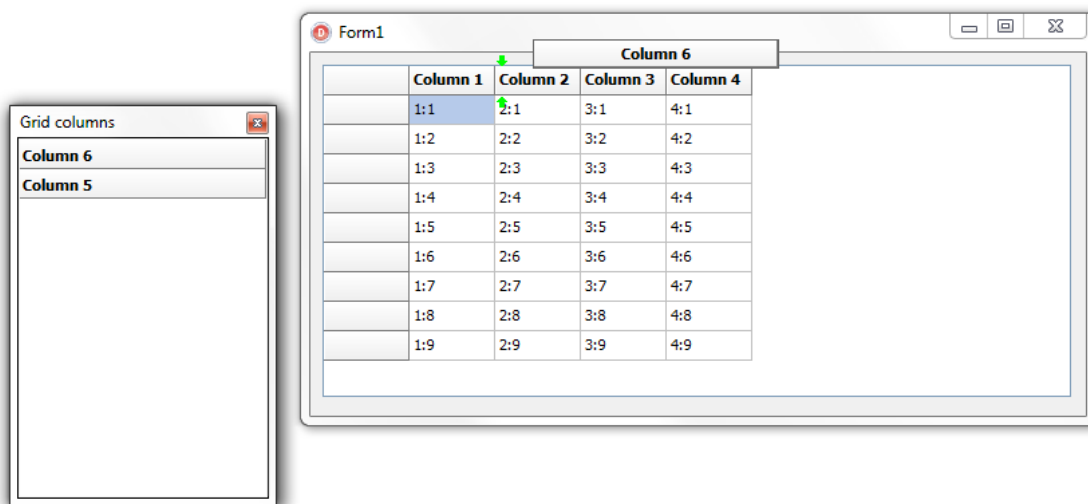 Form1
Column 6
Column 1 Column 2 Column 3 Column 4
1:1 2:1 3:1 4:1
1:2 2:2 3:2 4:2
1:3 2:3 3:3 4:3
1:4 2:4 3:4 4:4
1:5 2:5 3:5 4:5
1:6 2:6 3:6 4:6
1:7 2:7 3:7 4:7
1:8 2:8 3:8 4:8
1:9 2:9 3:9 4:9
Grid columns
Column 6
Column 5